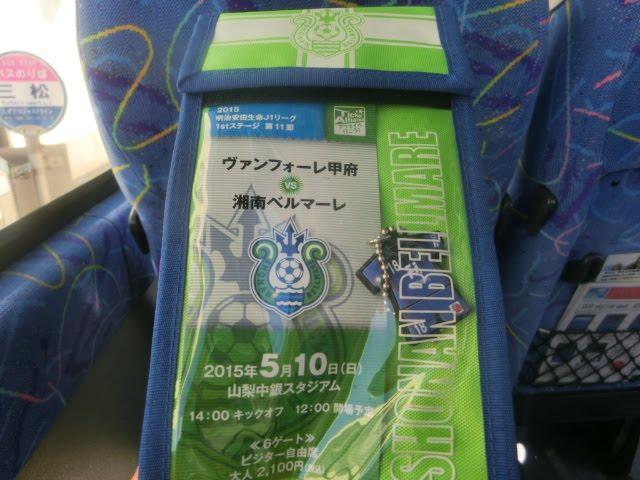 バスのりば
三松
2015
明治安田生命J1リーグ
1stステージ 第11節
ヴァンフォーレ甲府
VS
湘南ベルマーレ
2015年5月10日(日)
山梨中銀スタジアム
14:00 キックオフ 12:00 開場予定
≪6ゲート≫
ビジター自由席
大人 2,100円(税込)
SHONAN BELLMARE